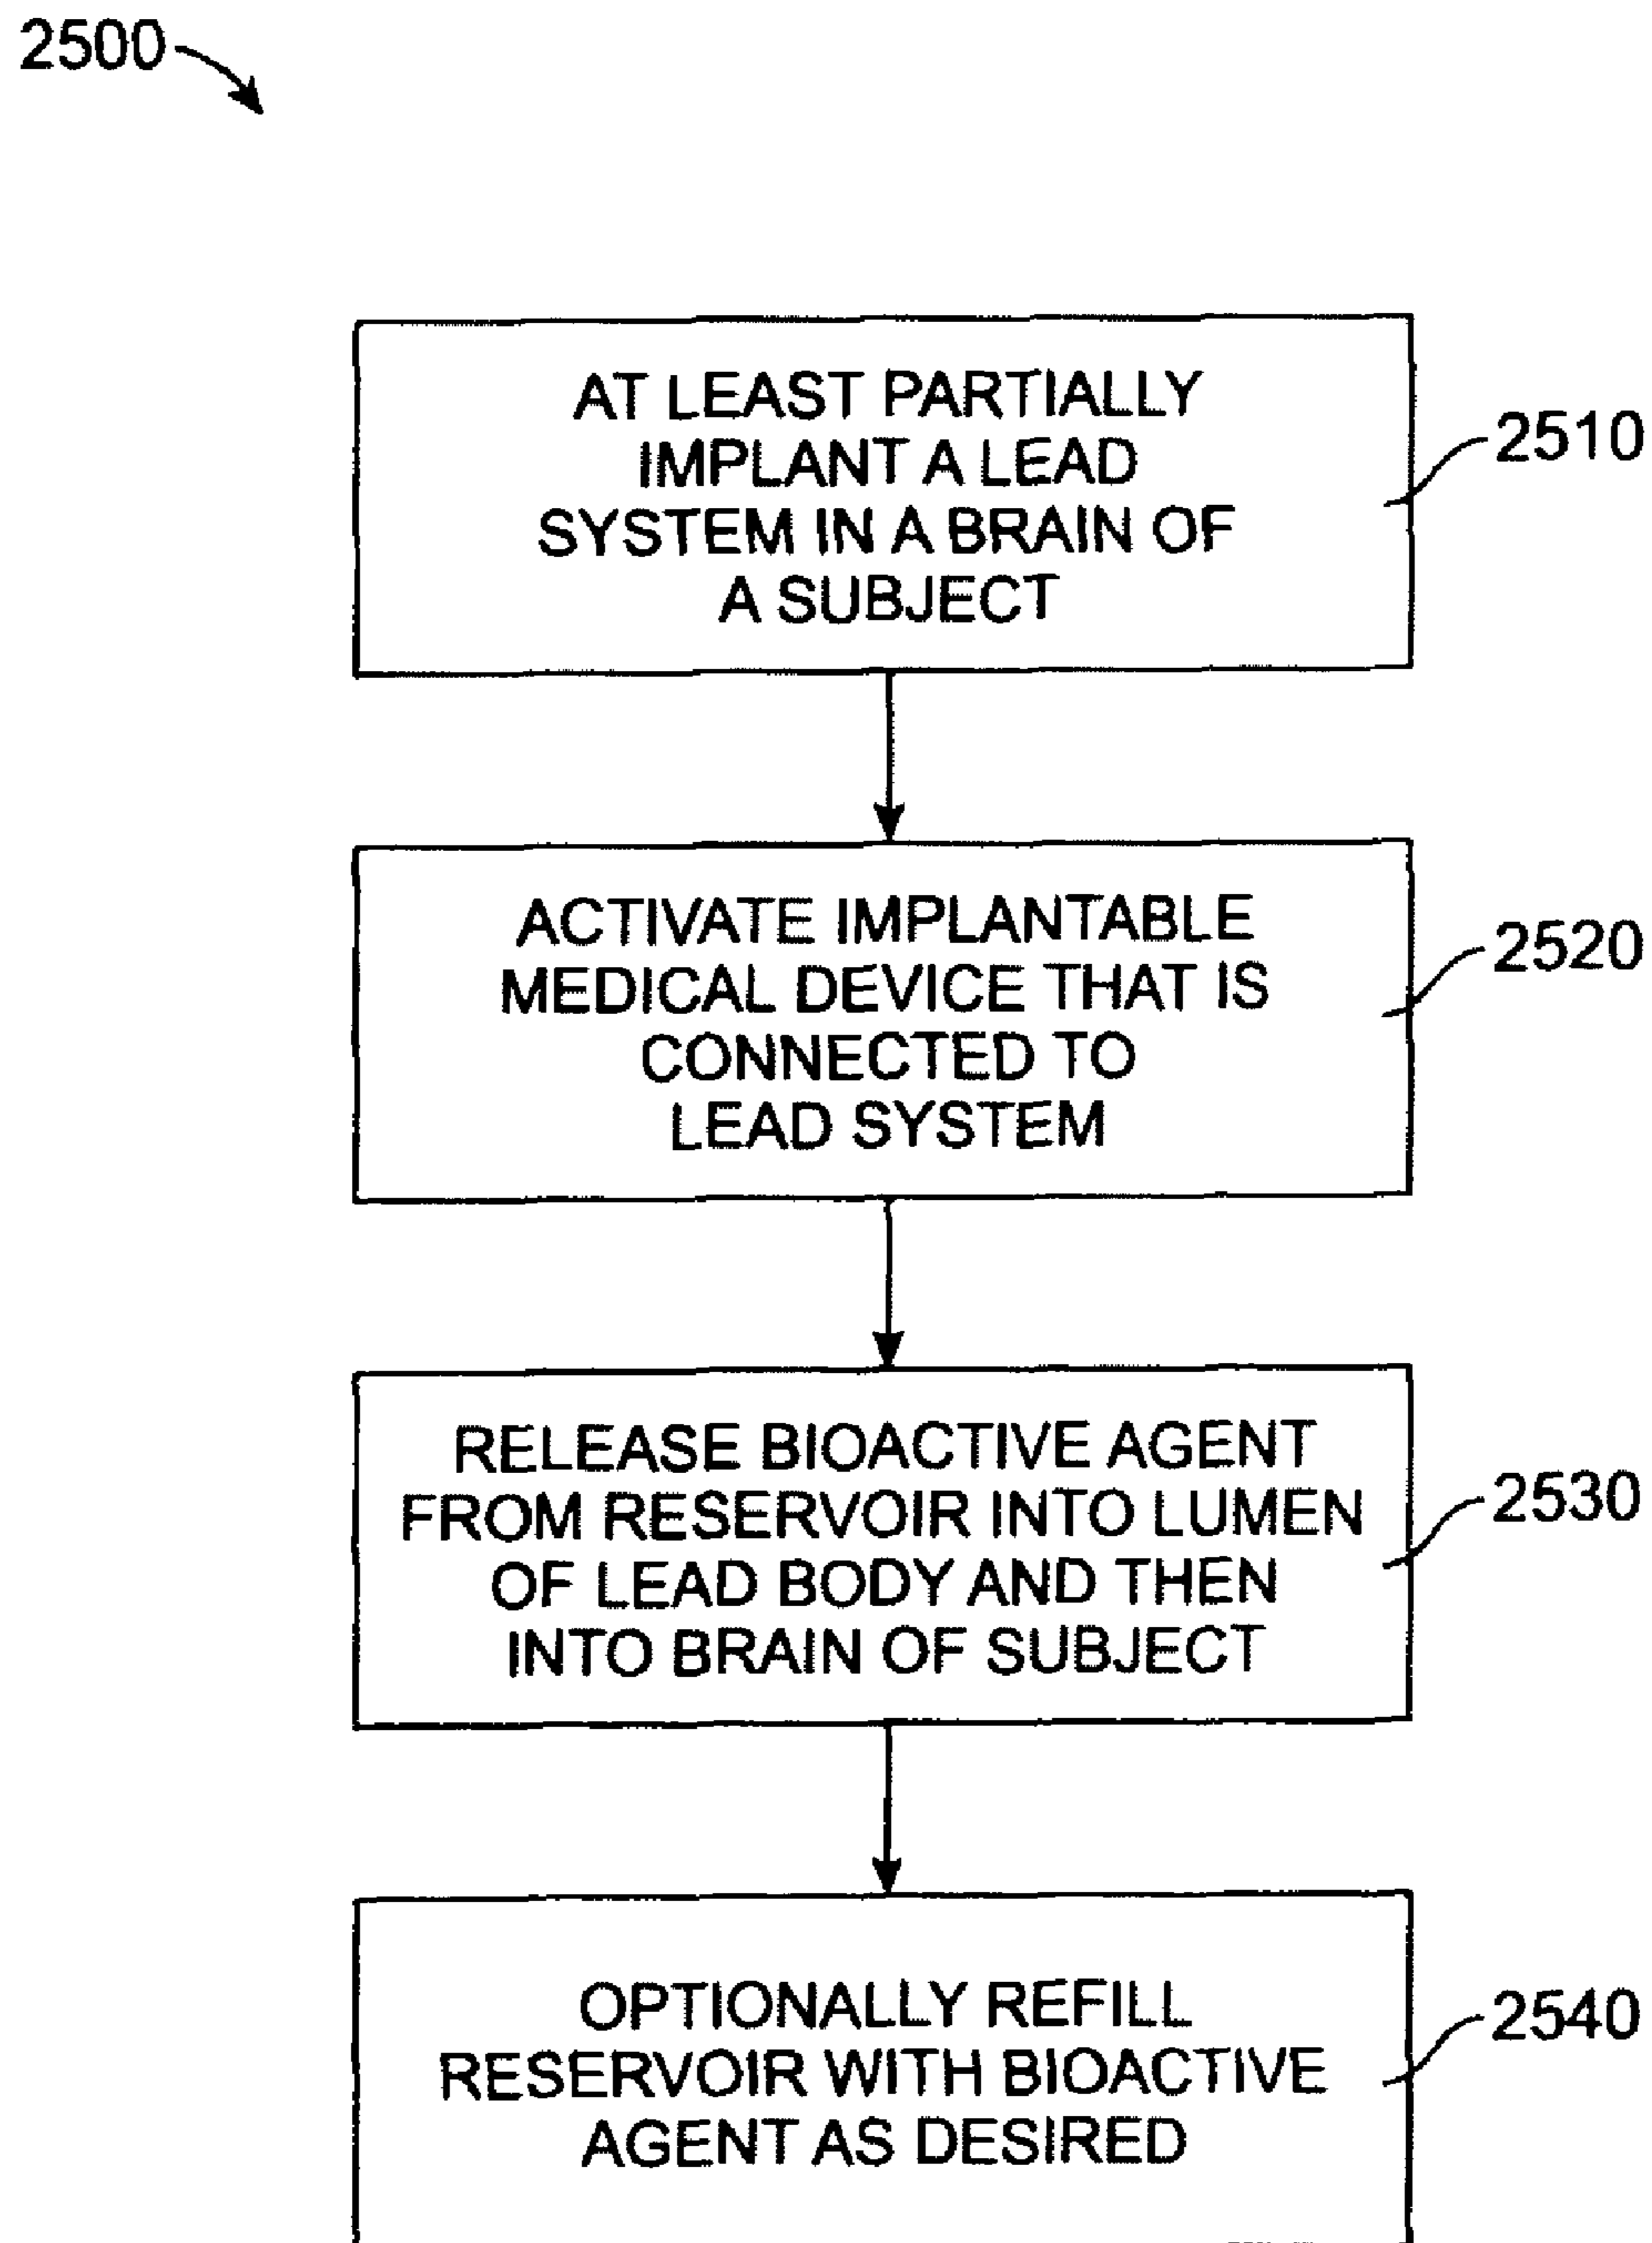 2500
AT LEAST PARTIALLY
IMPLANT A LEAD
SYSTEM IN A BRAIN OF
A SUBJECT
2510
ACTIVATE IMPLANTABLE
MEDICAL DEVICE THAT IS
CONNECTED TO
LEAD SYSTEM
2520
RELEASE BIOACTIVE AGENT
FROM RESERVOIR INTO LUMEN
OF LEAD BODY AND THEN
INTO BRAIN OF SUBJECT
2530
OPTIONALLY REFILL
RESERVOIR WITH BIOACTIVE
AGENT AS DESIRED
2540